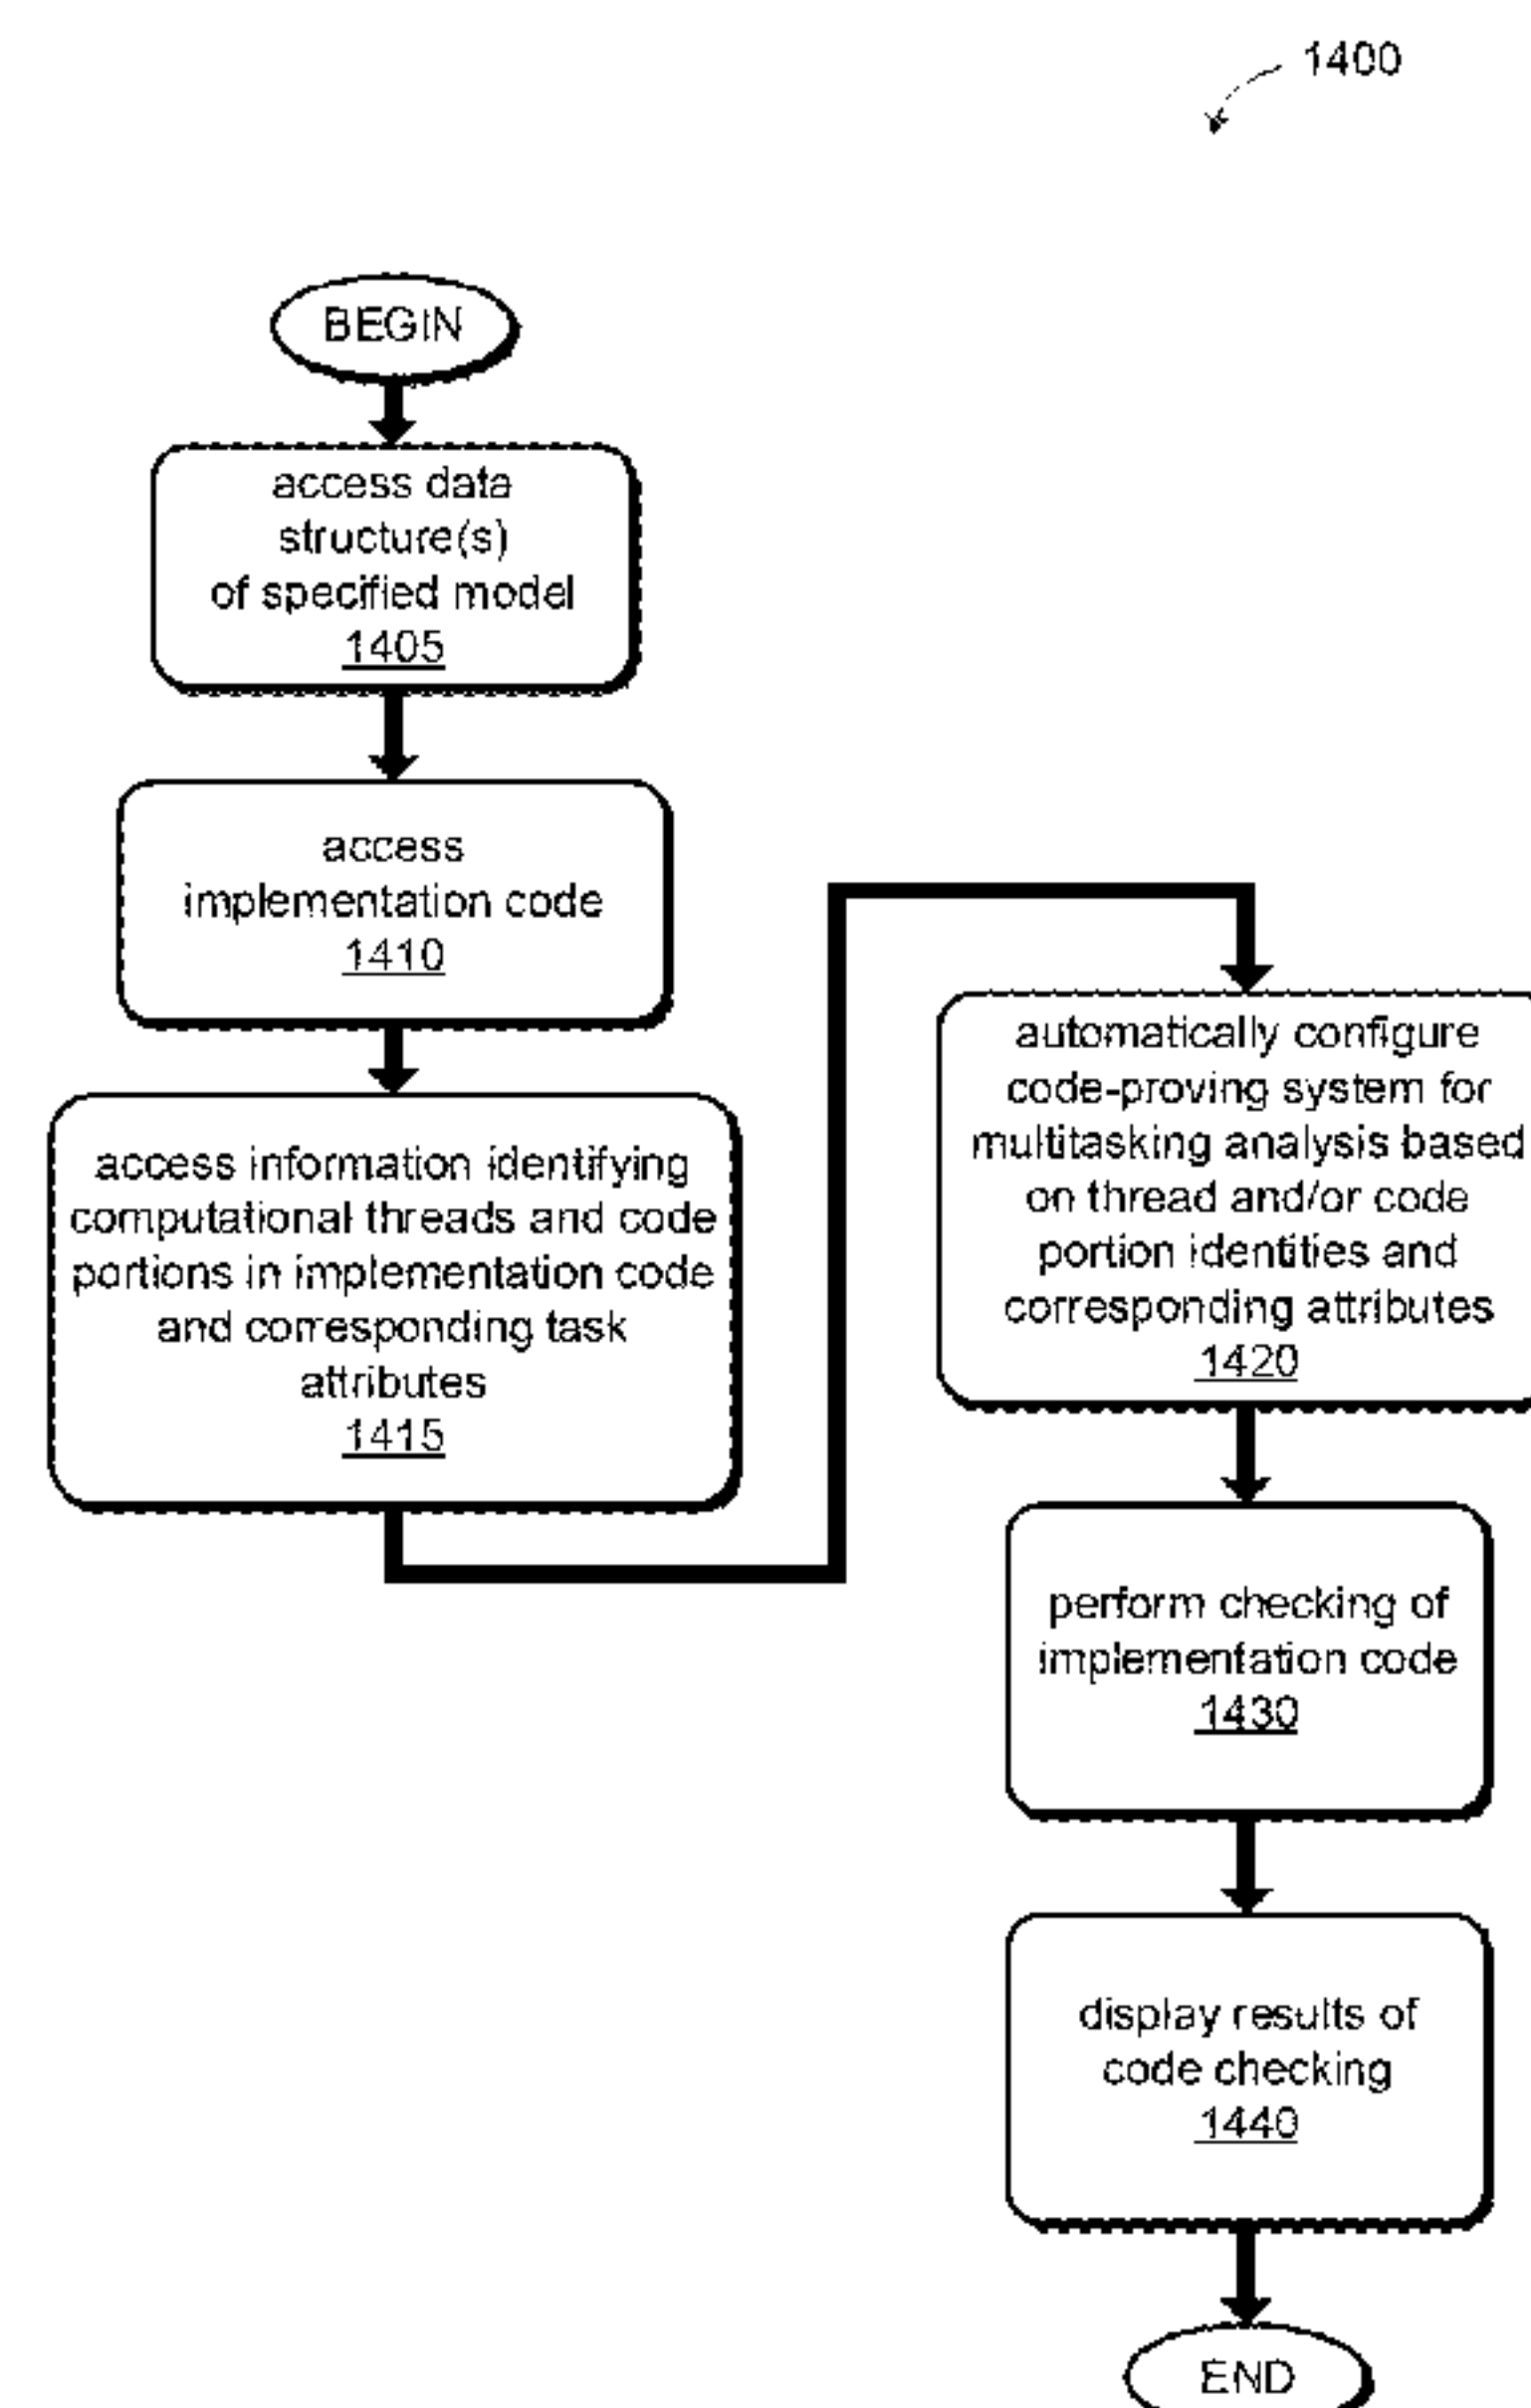 1400
BEGIN
access data
structure(s)
of specified model
1405
access
implementation code
1410
access information identifying
computational threads and code
portions in implementation code
and corresponding task
attributes
1415
automatically configure
code-proving system for
multitasking analysis based
on thread and/or code
portion identities and
corresponding attributes
1420
perform checking of
implementation code
1430
display results of
code checking
1440
END